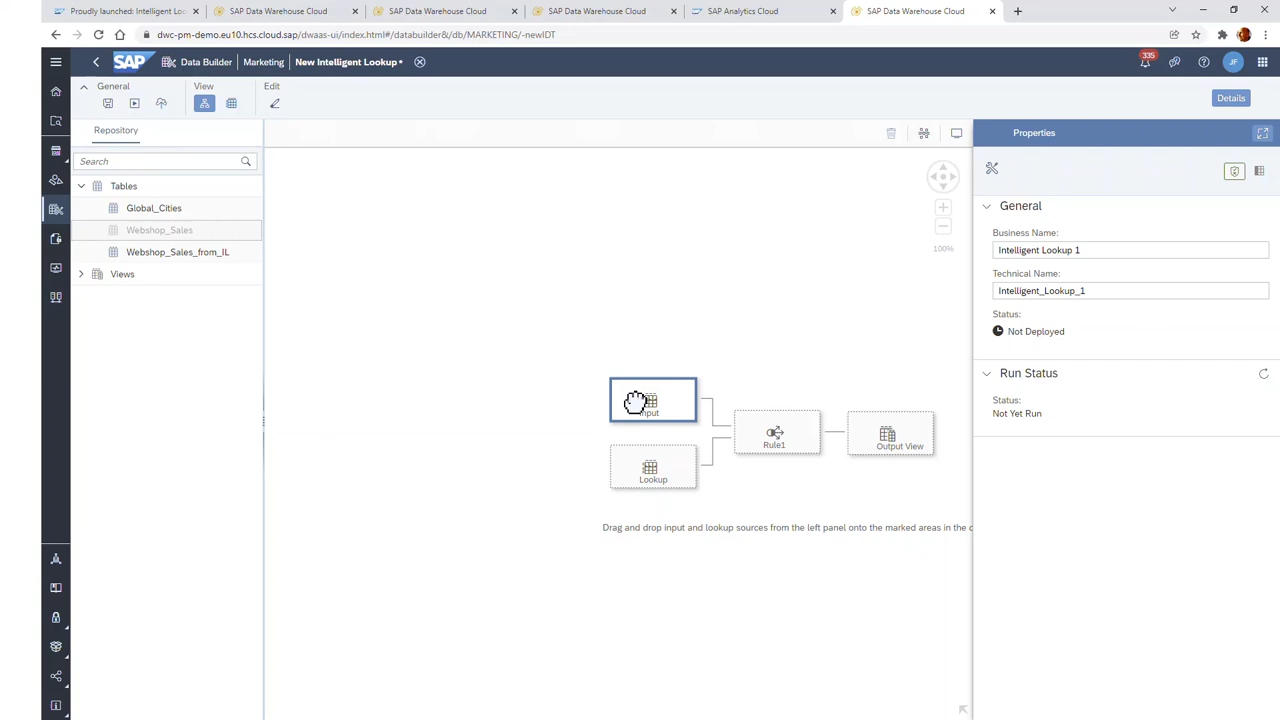 Proudly launched: Intelligent Loo
SAP Data Warehouse Cloud
SAP Data Warehouse Cloud
SAP Data Warehouse Cloud
SAP Analytics Cloud
SAP Data Warehouse Cloud
dwc-pm-demo.eu10.hcs.cloud.sap/dwaas-ui/index.html#/databuilder&/db/MARKETING/-newIDT
SAP
Data Builder
Marketing
New Intelligent Lookup*
335
JF
General
View
Edit
Details
Repository
Search
Tables
Global_Cities
Webshop_Sales
Webshop_Sales_from_IL
Views
100%
Input
Lookup
Rule1
Output View
Drag and drop input and lookup sources from the left panel onto the marked areas in the c
Properties
General
Business Name:
Intelligent Lookup 1
Technical Name:
Intelligent_Lookup_1
Status:
Not Deployed
Run Status
Status:
Not Yet Run